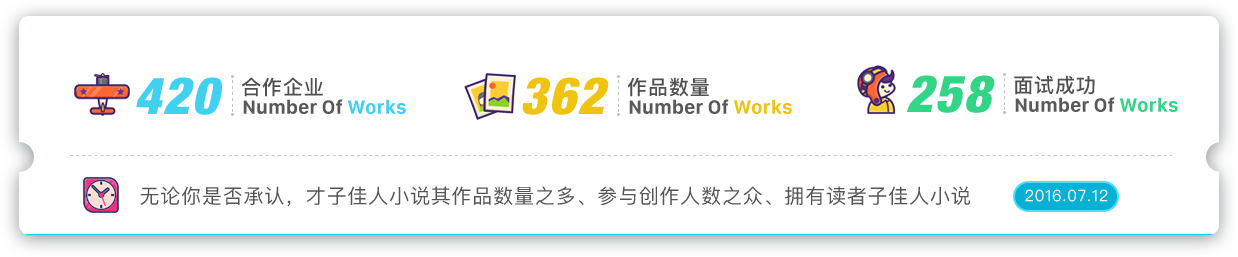 420
合作企业
Number Of Works
362
作品数量
Number Of Works
258
面试成功
Number Of Works
无论你是否承认，才子佳人小说其作品数量之多、参与创作人数之众、拥有读者子佳人小说
2016.07.12